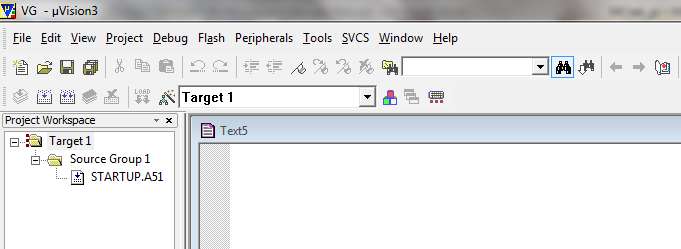 VG - µVision3
File Edit View Project Debug Flash Peripherals Tools SVCS Window Help
LOAD Target 1
Project Workspace
Target 1
Source Group 1
STARTUP.A51
Text5